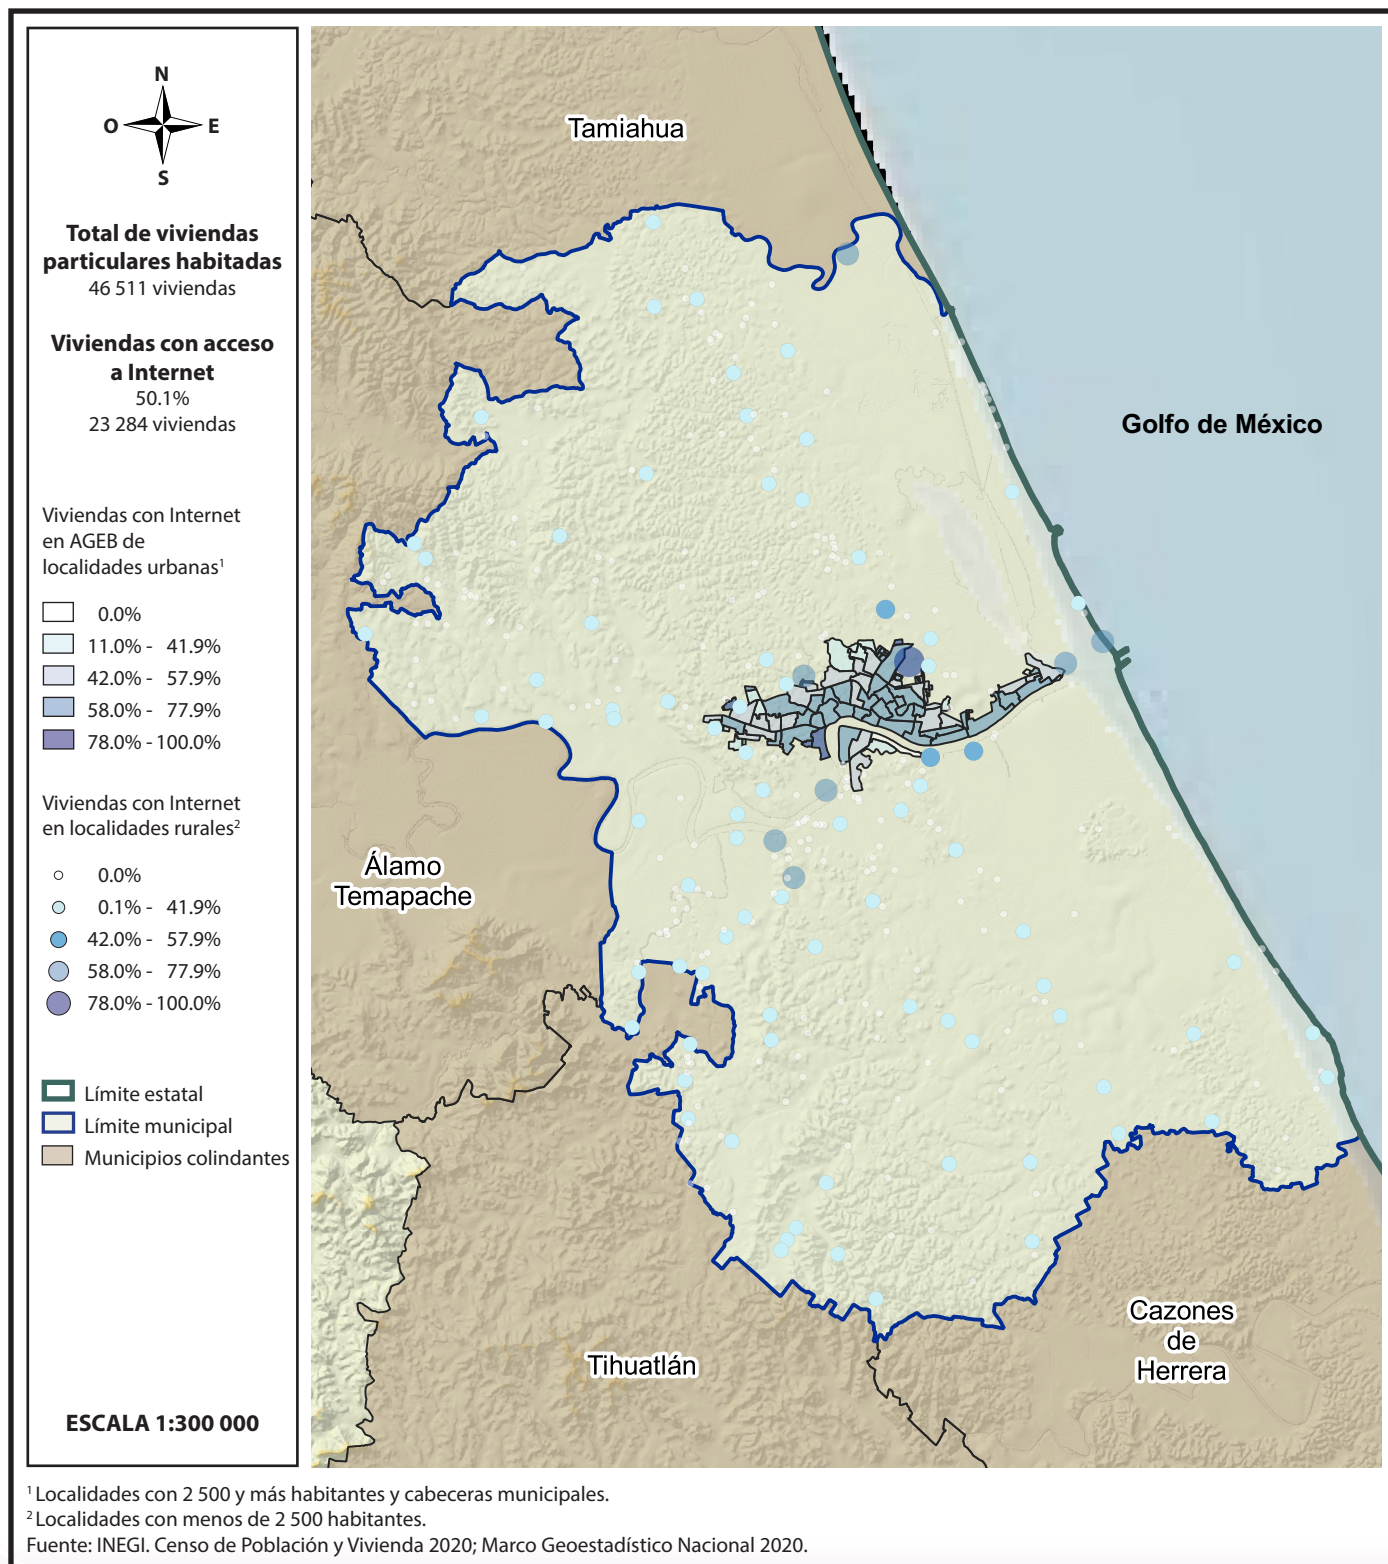 N
O E
S
Total de viviendas
particulares habitadas
46 511 viviendas
Viviendas con acceso
a Internet
50.1%
23 284 viviendas
Viviendas con Internet
en AGEB de
localidades urbanas¹
0.0%
11.0% - 41.9%
42.0% - 57.9%
58.0% - 77.9%
78.0% - 100.0%
Viviendas con Internet
en localidades rurales²
0.0%
0.1% - 41.9%
42.0% - 57.9%
58.0% - 77.9%
78.0% - 100.0%
Límite estatal
Límite municipal
Municipios colindantes
ESCALA 1:300 000
Tamiahua
Golfo de México
Álamo
Temapache
Tihuatlán
Cazones
de
Herrera
¹ Localidades con 2 500 y más habitantes y cabeceras municipales.
² Localidades con menos de 2 500 habitantes.
Fuente: INEGI. Censo de Población y Vivienda 2020; Marco Geoestadístico Nacional 2020.